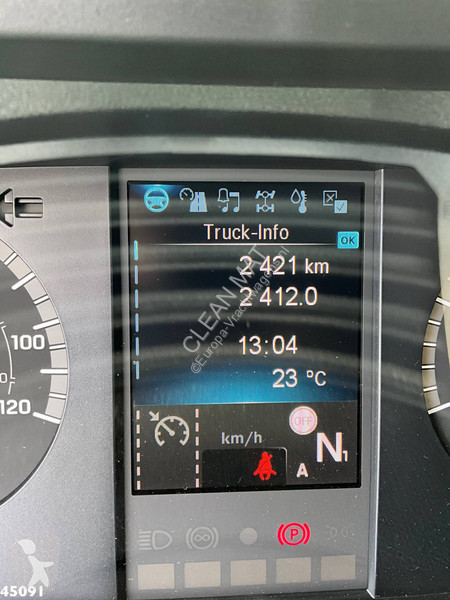 Truck-Info
OK
2 421 km
2 412.0
13:04
23 °C
100
120
km/h
OFF
N1
A
P
CLEAN MAT
©Europa-Vrachtwagens.nl
45091